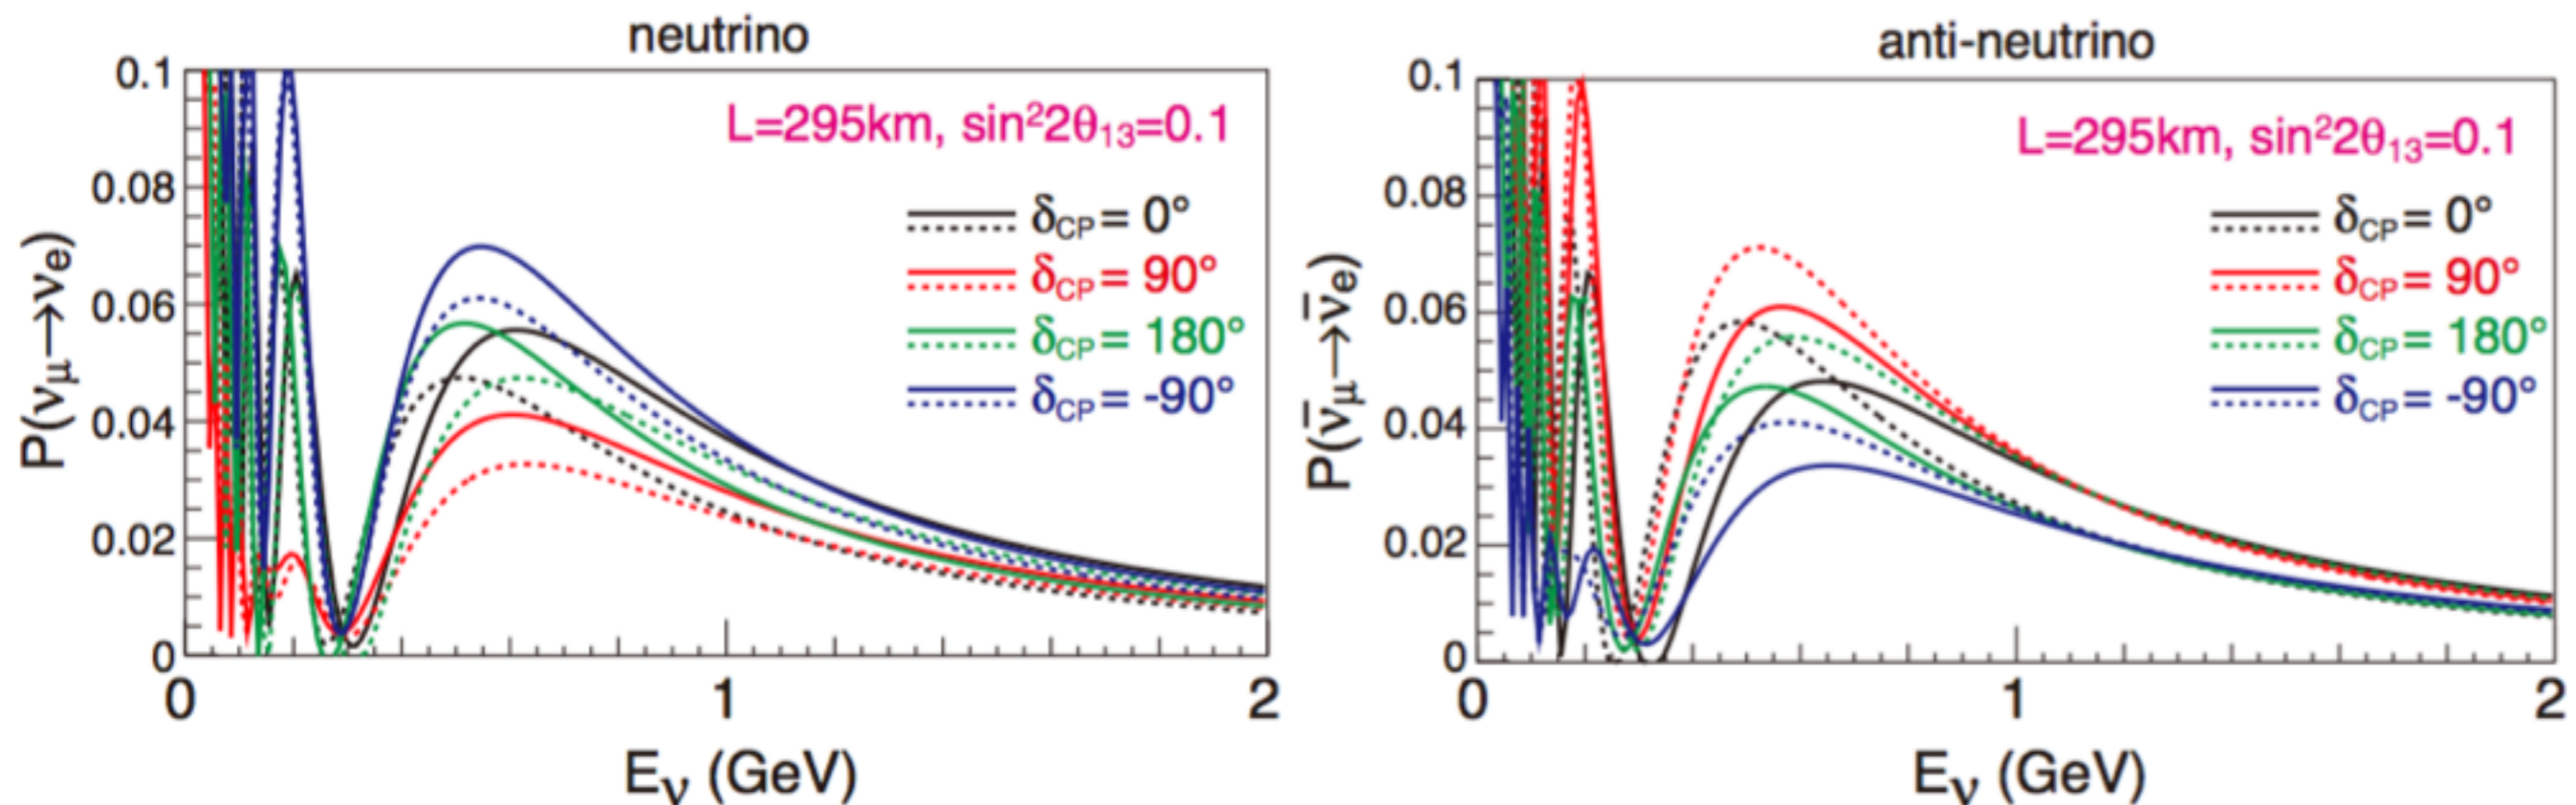 neutrino
0.1
0.08
0.06
0.04
0.02
0
P(νμ→νe)
L=295km, sin²2θ₁₃=0.1
δCP = 0°
δCP = 90°
δCP = 180°
δCP = -90°
0 1 2
Eν (GeV)
anti-neutrino
0.1
0.08
0.06
0.04
0.02
0
P(ν̄μ→ν̄e)
L=295km, sin²2θ₁₃=0.1
δCP = 0°
δCP = 90°
δCP = 180°
δCP = -90°
0 1 2
Eν (GeV)